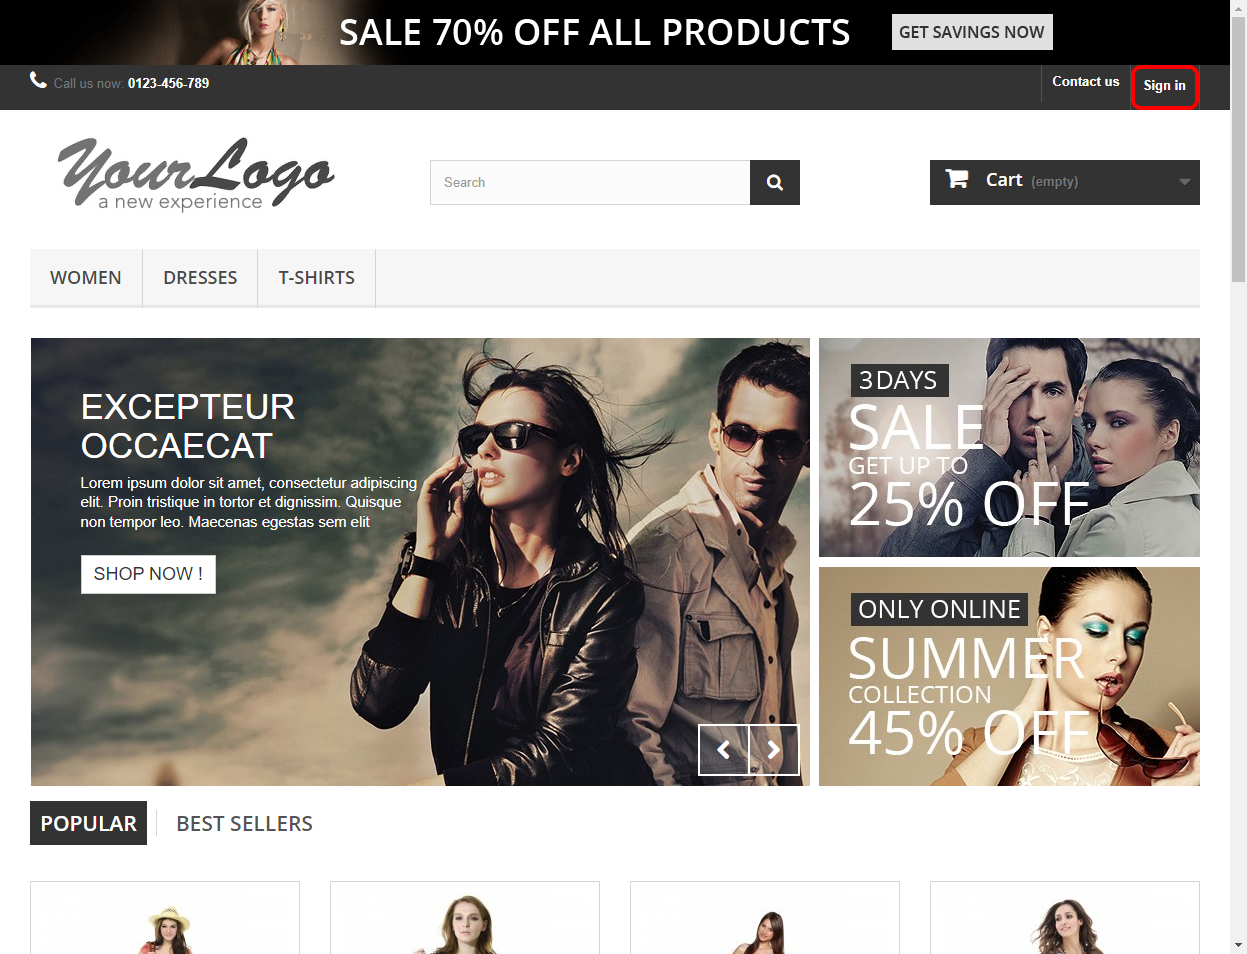 SALE 70% OFF ALL PRODUCTS
GET SAVINGS NOW
Call us now: 0123-456-789
Contact us
Sign in
YourLogo
a new experience
Search
Cart (empty)
WOMEN
DRESSES
T-SHIRTS
EXCEPTEUR
OCCAECAT
Lorem ipsum dolor sit amet, consectetur adipiscing
elit. Proin tristique in tortor et dignissim. Quisque
non tempor leo. Maecenas egestas sem elit
SHOP NOW !
3DAYS
SALE
GET UP TO
25% OFF
ONLY ONLINE
SUMMER
COLLECTION
45% OFF
POPULAR
BEST SELLERS